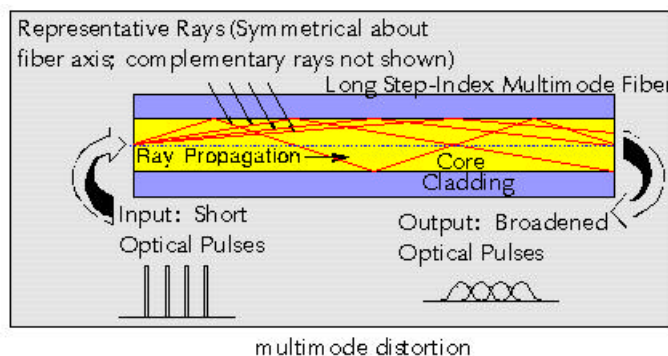 Representative Rays (Symmetrical about
fiber axis; complementary rays not shown)
Long Step-Index Multimode Fiber
Ray Propagation
Core
Cladding
Input: Short
Optical Pulses
Output: Broadened
Optical Pulses
multimode distortion